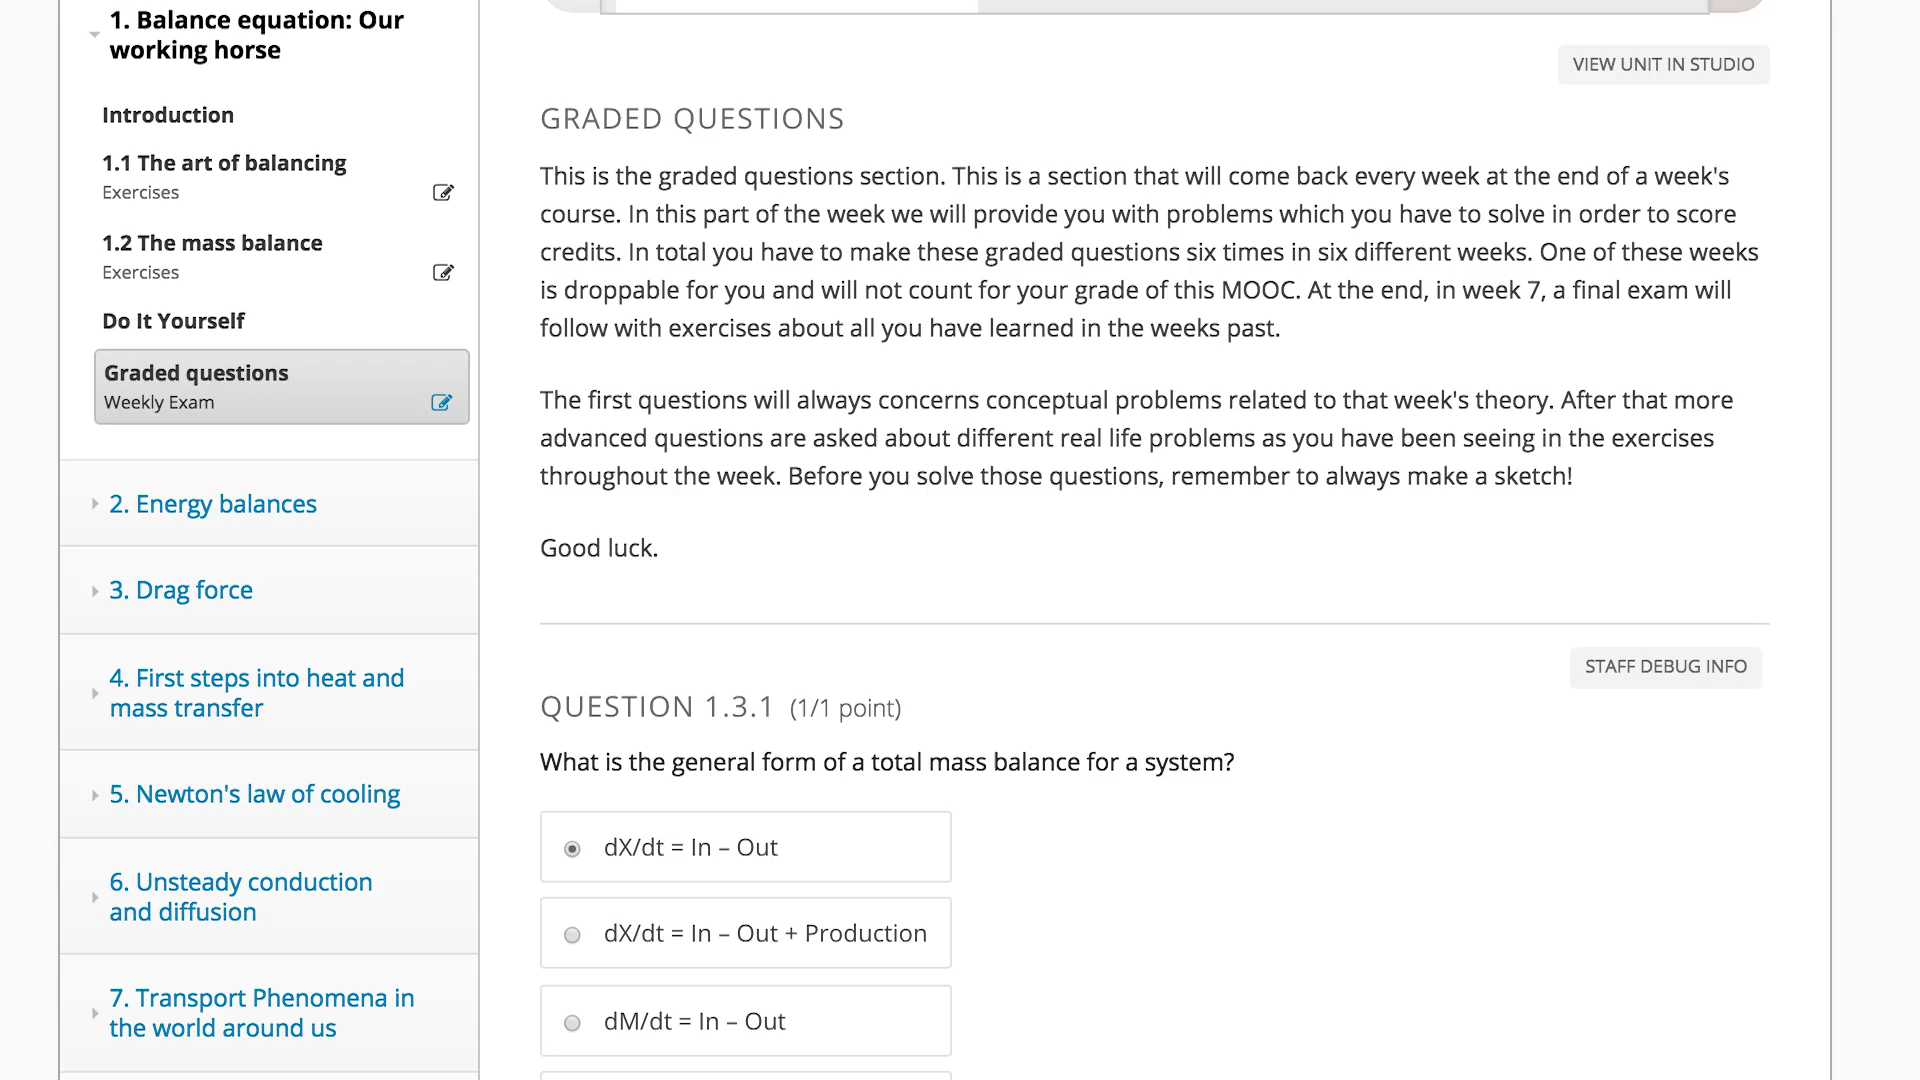 1. Balance equation: Our
working horse
Introduction
1.1 The art of balancing
Exercises
1.2 The mass balance
Exercises
Do It Yourself
Graded questions
Weekly Exam
2. Energy balances
3. Drag force
4. First steps into heat and
mass transfer
5. Newton's law of cooling
6. Unsteady conduction
and diffusion
7. Transport Phenomena in
the world around us
VIEW UNIT IN STUDIO
GRADED QUESTIONS
This is the graded questions section. This is a section that will come back every week at the end of a week's
course. In this part of the week we will provide you with problems which you have to solve in order to score
credits. In total you have to make these graded questions six times in six different weeks. One of these weeks
is droppable for you and will not count for your grade of this MOOC. At the end, in week 7, a final exam will
follow with exercises about all you have learned in the weeks past.
The first questions will always concerns conceptual problems related to that week's theory. After that more
advanced questions are asked about different real life problems as you have been seeing in the exercises
throughout the week. Before you solve those questions, remember to always make a sketch!
Good luck.
STAFF DEBUG INFO
QUESTION 1.3.1 (1/1 point)
What is the general form of a total mass balance for a system?
dX/dt = In – Out
dX/dt = In – Out + Production
dM/dt = In – Out